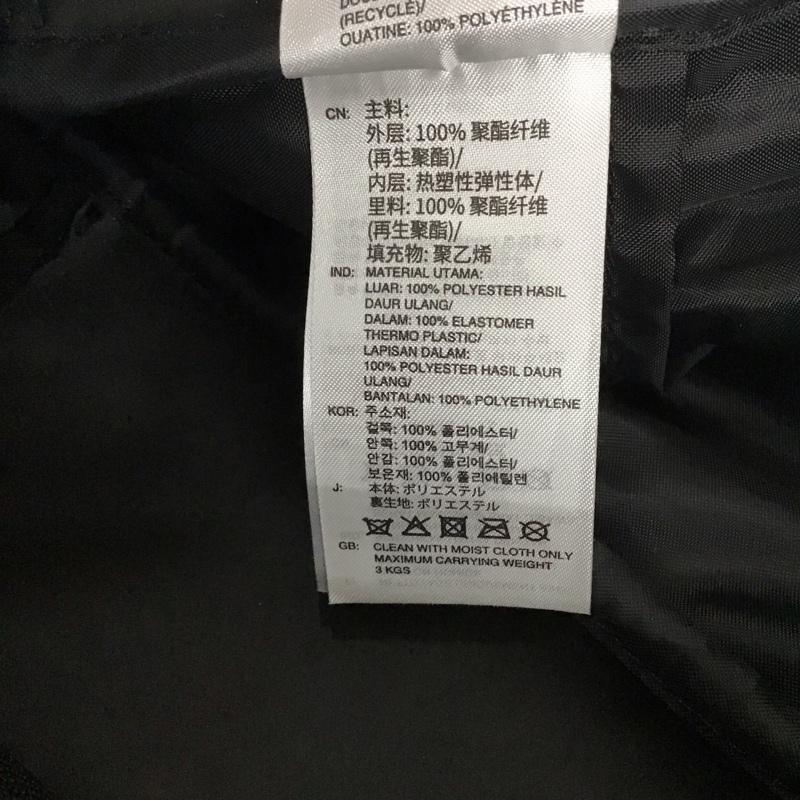 (RECYCLÉ)/
OUATINE: 100% POLYÉTHYLÈNE
CN: 主料:
外层: 100% 聚酯纤维
(再生聚酯)/
内层: 热塑性弹性体/
里料: 100% 聚酯纤维
(再生聚酯)/
填充物: 聚乙烯
IND: MATERIAL UTAMA:
LUAR: 100% POLYESTER HASIL
DAUR ULANG/
DALAM: 100% ELASTOMER
THERMO PLASTIC/
LAPISAN DALAM:
100% POLYESTER HASIL DAUR
ULANG/
BANTALAN: 100% POLYETHYLENE
KOR: 주소재:
겉쪽: 100% 폴리에스터/
안쪽: 100% 고무계/
안감: 100% 폴리에스터/
보온재: 100% 폴리에틸렌
J: 本体: ポリエステル
裏生地: ポリエステル
GB: CLEAN WITH MOIST CLOTH ONLY
MAXIMUM CARRYING WEIGHT
3 KGS